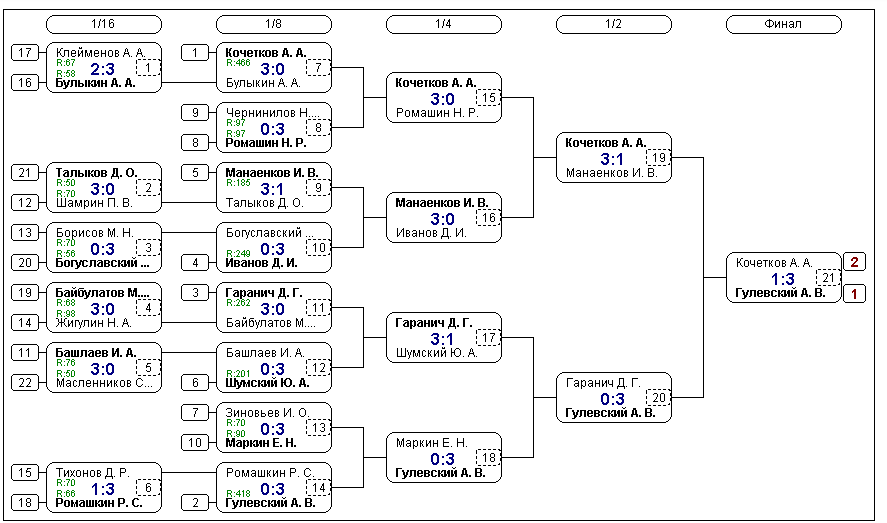 1/16
1/8
1/4
1/2
Финал
17
Клейменов А. А.
R:67
R:58
2:3
1
16
Булыкин А. А.
21
Талыков Д. О.
R:50
R:70
3:0
2
12
Шамрин П. В.
13
Борисов М. Н.
R:70
R:56
0:3
3
20
Богуславский ...
19
Байбулатов М....
R:68
R:98
3:0
4
14
Жигулин Н. А.
11
Башлаев И. А.
R:76
R:50
3:0
5
22
Масленников С...
15
Тихонов Д. Р.
R:70
R:66
1:3
6
18
Ромашкин Р. С.
1
Кочетков А. А.
R:466
3:0
7
Булыкин А. А.
9
Чернинилов Н....
R:97
R:97
0:3
8
8
Ромашин Н. Р.
5
Манаенков И. В.
R:185
3:1
9
Талыков Д. О.
Богуславский ...
R:249
0:3
10
4
Иванов Д. И.
3
Гаранич Д. Г.
R:262
3:0
11
Байбулатов М....
Башлаев И. А.
R:201
0:3
12
6
Шумский Ю. А.
7
Зиновьев И. О.
R:70
R:90
0:3
13
10
Маркин Е. Н.
Ромашкин Р. С.
R:418
0:3
14
2
Гулевский А. В.
Кочетков А. А.
3:0
15
Ромашин Н. Р.
Манаенков И. В.
3:0
16
Иванов Д. И.
Гаранич Д. Г.
3:1
17
Шумский Ю. А.
Маркин Е. Н.
0:3
18
Гулевский А. В.
Кочетков А. А.
3:1
19
Манаенков И. В.
Гаранич Д. Г.
0:3
20
Гулевский А. В.
Кочетков А. А.
2
1:3
21
Гулевский А. В.
1